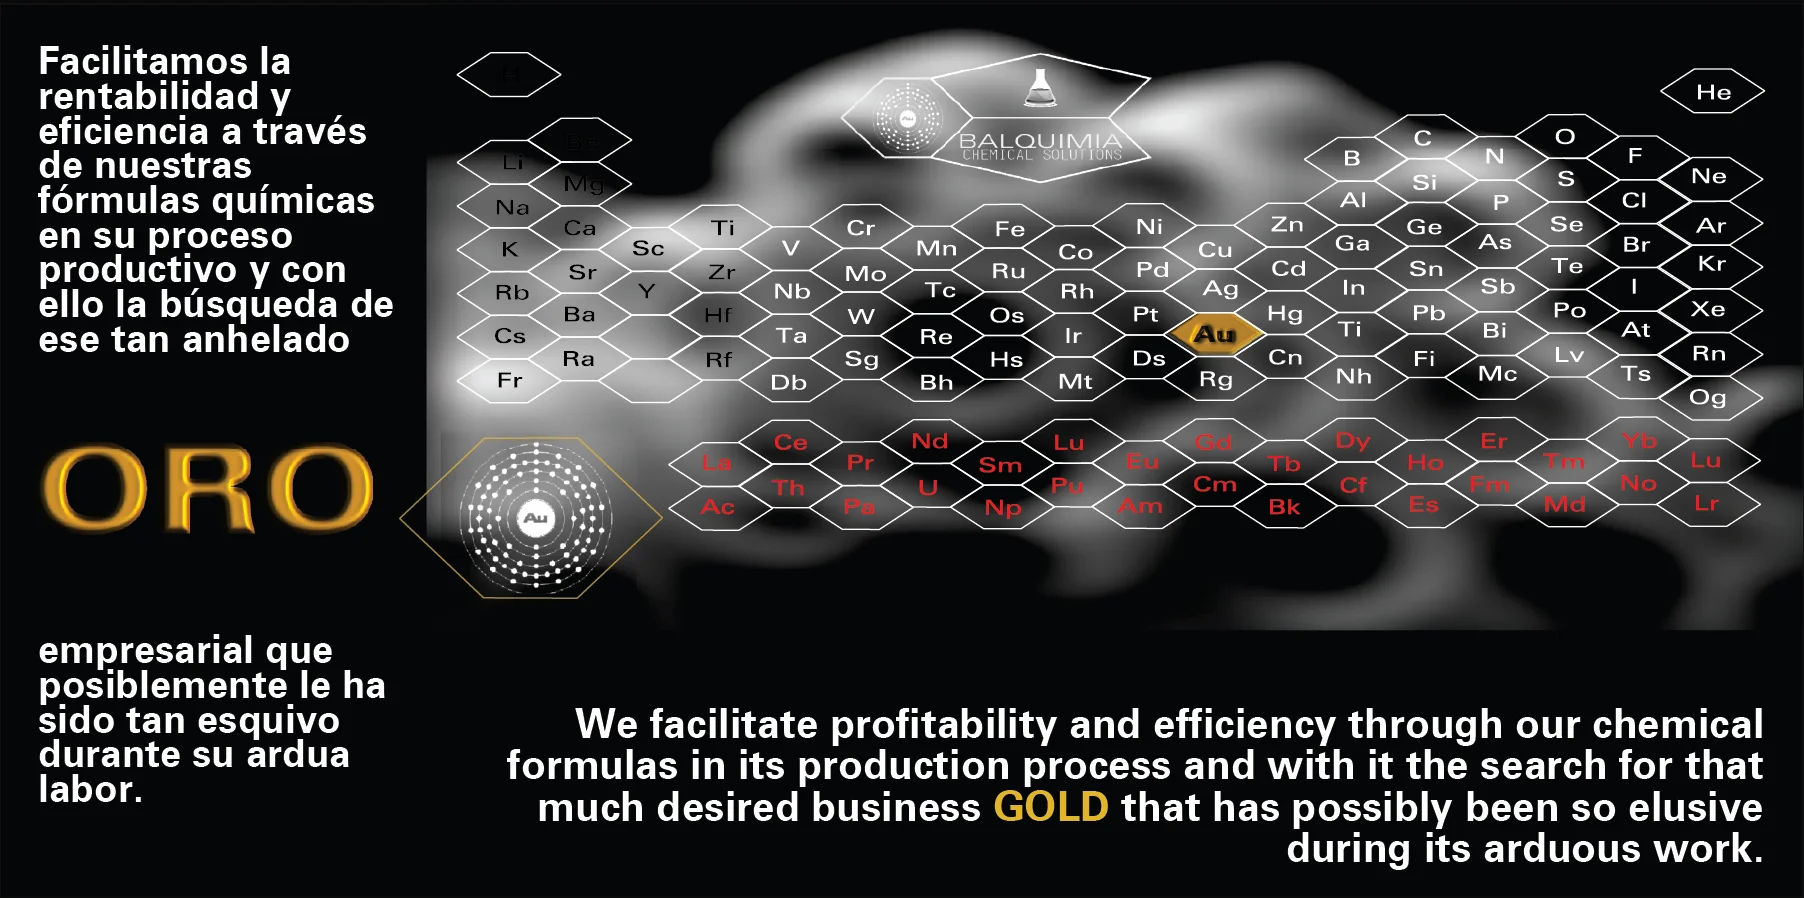 Facilitamos la
rentabilidad y
eficiencia a través
de nuestras
fórmulas químicas
en su proceso
productivo y con
ello la búsqueda de
ese tan anhelado
ORO
empresarial que
posiblemente le ha
sido tan esquivo
durante su ardua
labor.
Au
BALQUIMIA
CHEMICAL SOLUTIONS
H He
Li Be B C N O F Ne
Na Mg Al Si P S Cl Ar
K Ca Sc Ti V Cr Mn Fe Co Ni Cu Zn Ga Ge As Se Br Kr
Rb Sr Y Zr Nb Mo Tc Ru Rh Pd Ag Cd In Sn Sb Te I Xe
Cs Ba Hf Ta W Re Os Ir Pt Au Hg Ti Pb Bi Po At Rn
Fr Ra Rf Db Sg Bh Hs Mt Ds Rg Cn Nh Fi Mc Lv Ts Og
La Ce Pr Nd Sm Lu Eu Gd Tb Dy Ho Er Tm Yb Lu
Ac Th Pa U Np Pu Am Cm Bk Cf Es Fm Md No Lr
Au
We facilitate profitability and efficiency through our chemical
formulas in its production process and with it the search for that
much desired business GOLD that has possibly been so elusive
during its arduous work.